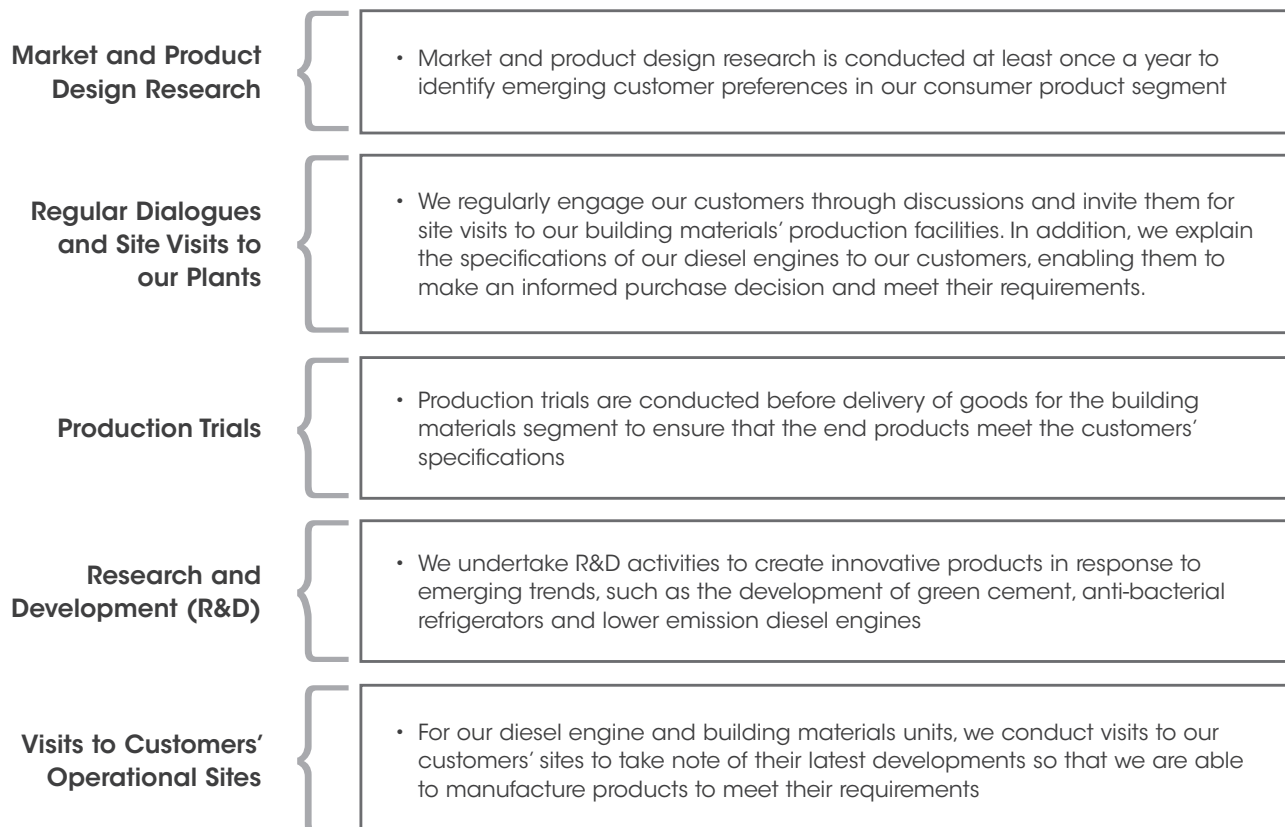 Market and Product
Design Research
• Market and product design research is conducted at least once a year to
identify emerging customer preferences in our consumer product segment
Regular Dialogues
and Site Visits to
our Plants
• We regularly engage our customers through discussions and invite them for
site visits to our building materials’ production facilities. In addition, we explain
the specifications of our diesel engines to our customers, enabling them to
make an informed purchase decision and meet their requirements.
Production Trials
• Production trials are conducted before delivery of goods for the building
materials segment to ensure that the end products meet the customers’
specifications
Research and
Development (R&D)
• We undertake R&D activities to create innovative products in response to
emerging trends, such as the development of green cement, anti-bacterial
refrigerators and lower emission diesel engines
Visits to Customers’
Operational Sites
• For our diesel engine and building materials units, we conduct visits to our
customers’ sites to take note of their latest developments so that we are able
to manufacture products to meet their requirements